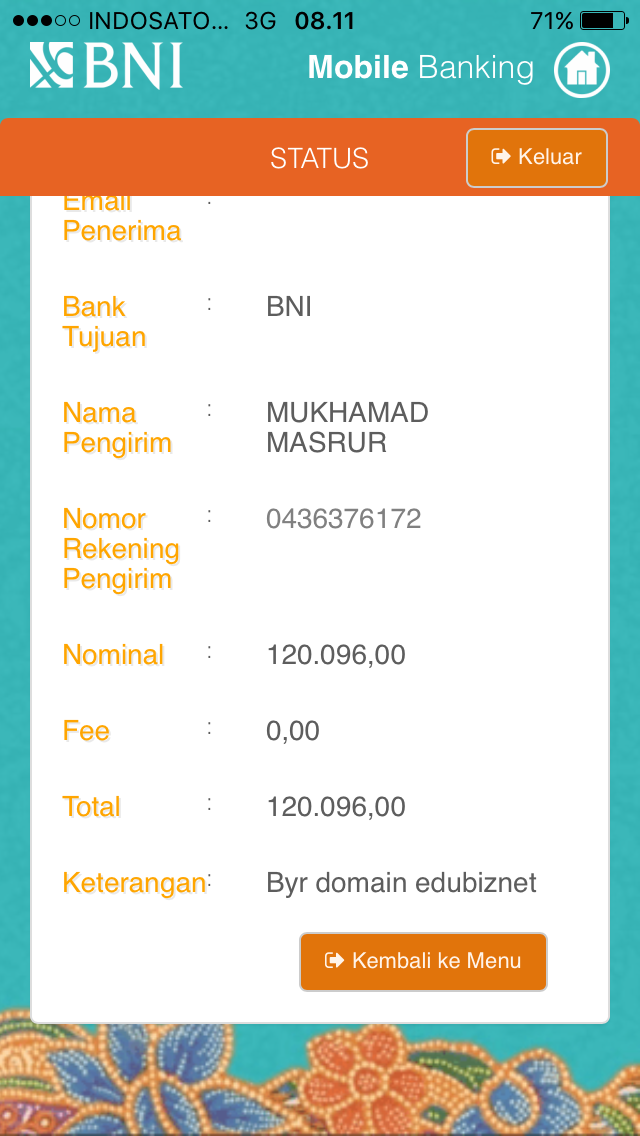 INDOSATO... 3G 08.11 71%
BNI Mobile Banking
STATUS Keluar
Email :
Penerima
Bank : BNI
Tujuan
Nama : MUKHAMAD
Pengirim MASRUR
Nomor : 0436376172
Rekening
Pengirim
Nominal : 120.096,00
Fee : 0,00
Total : 120.096,00
Keterangan: Byr domain edubiznet
Kembali ke Menu